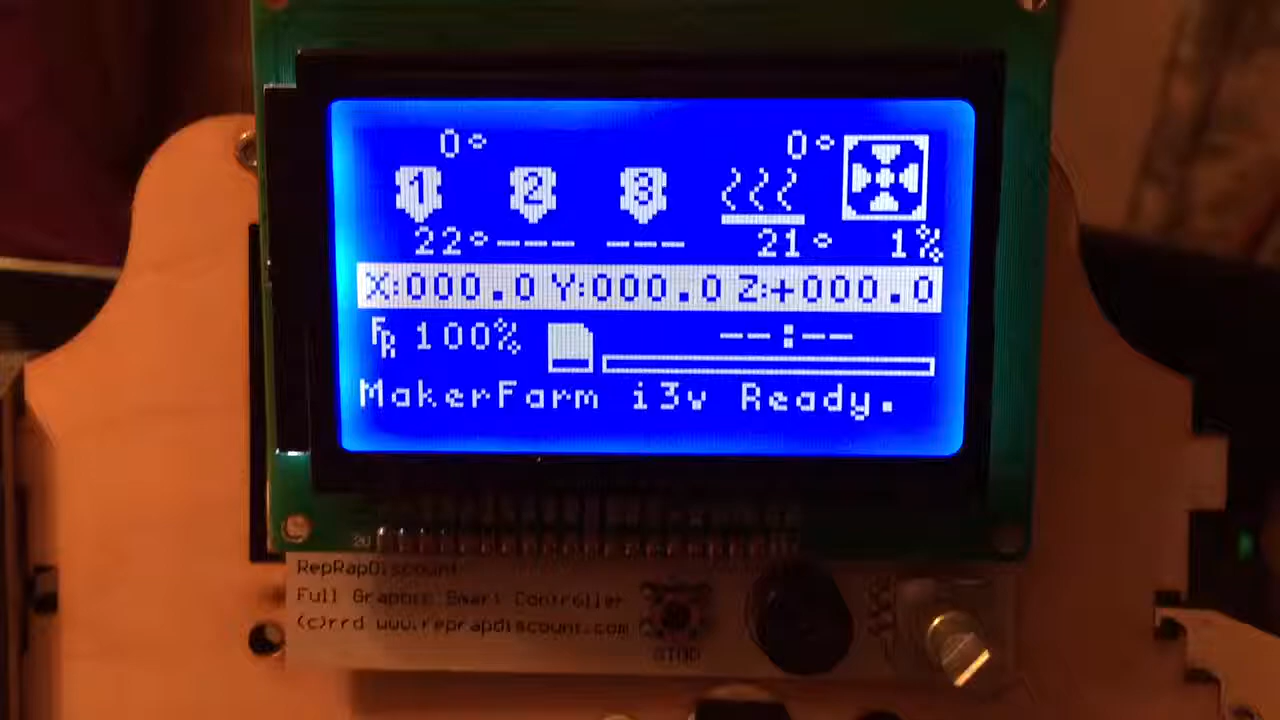 0° 0°
1 2 3
22° --- --- 21° 1%
X:000.0 Y:000.0 Z:+000.0
FR 100% --:--
MakerFarm i3v Ready.
20
RepRapDiscount
Full Graphic Smart Controller
(c)rrd www.reprapdiscount.com
STOP